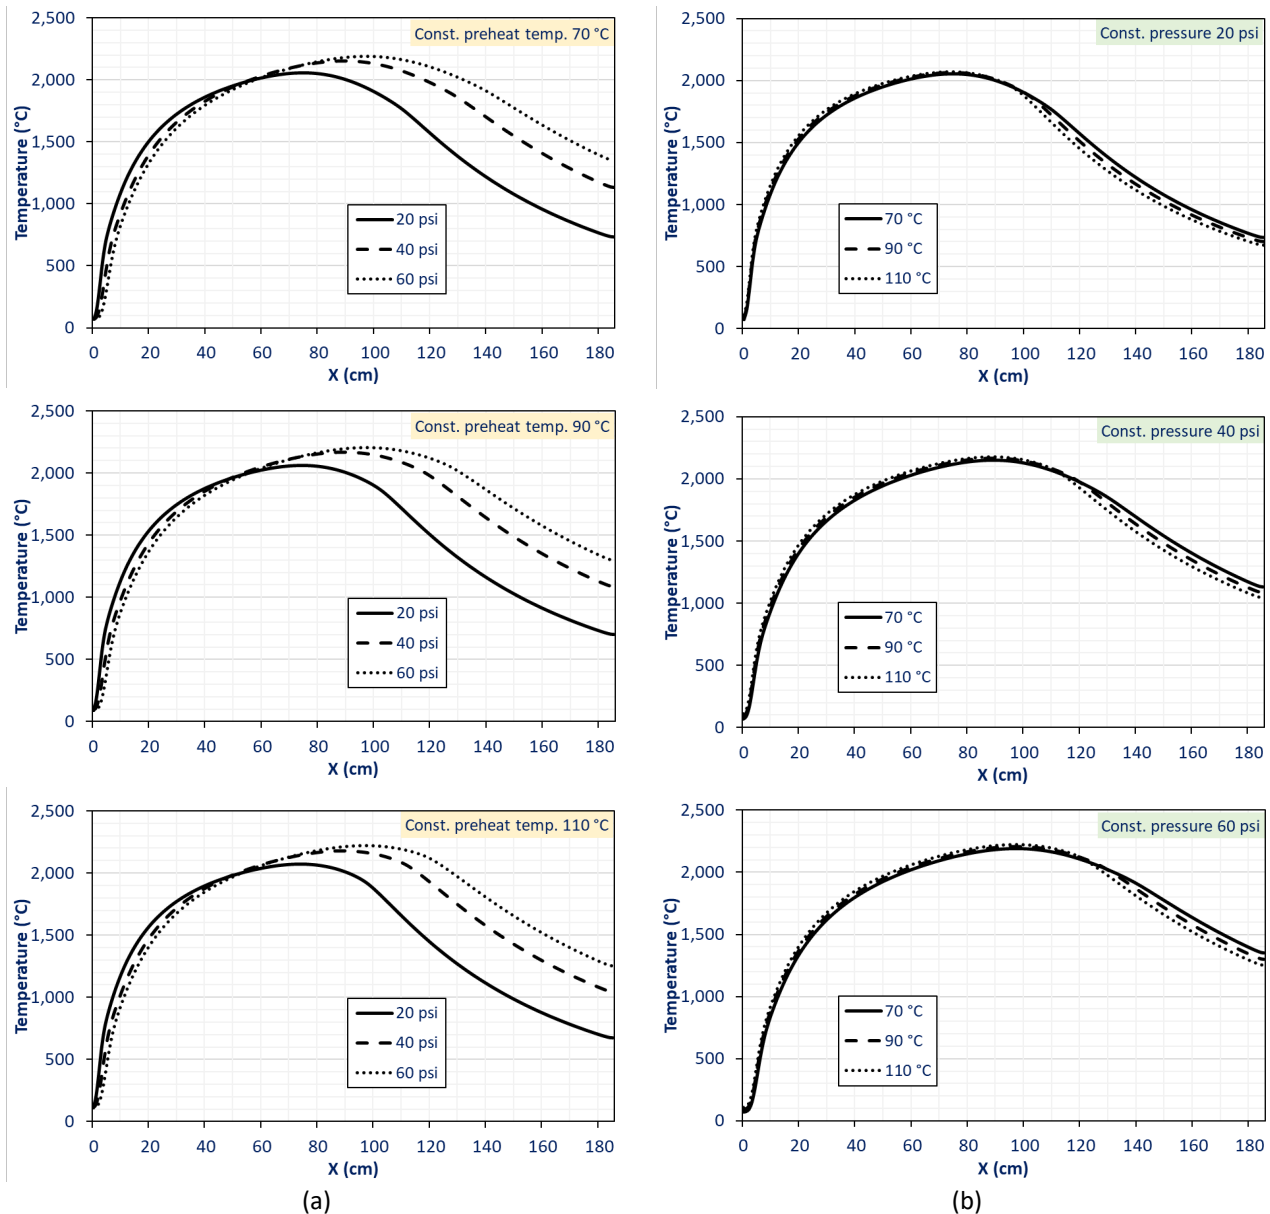 2,500
2,000
1,500
1,000
500
0
Temperature (°C)
Const. preheat temp. 70 °C
20 psi
40 psi
60 psi
0 20 40 60 80 100 120 140 160 180
X (cm)
2,500
2,000
1,500
1,000
500
0
Temperature (°C)
Const. pressure 20 psi
70 °C
90 °C
110 °C
0 20 40 60 80 100 120 140 160 180
X (cm)
2,500
2,000
1,500
1,000
500
0
Temperature (°C)
Const. preheat temp. 90 °C
20 psi
40 psi
60 psi
0 20 40 60 80 100 120 140 160 180
X (cm)
2,500
2,000
1,500
1,000
500
0
Temperature (°C)
Const. pressure 40 psi
70 °C
90 °C
110 °C
0 20 40 60 80 100 120 140 160 180
X (cm)
2,500
2,000
1,500
1,000
500
0
Temperature (°C)
Const. preheat temp. 110 °C
20 psi
40 psi
60 psi
0 20 40 60 80 100 120 140 160 180
X (cm)
2,500
2,000
1,500
1,000
500
0
Temperature (°C)
Const. pressure 60 psi
70 °C
90 °C
110 °C
0 20 40 60 80 100 120 140 160 180
X (cm)
(a)
(b)